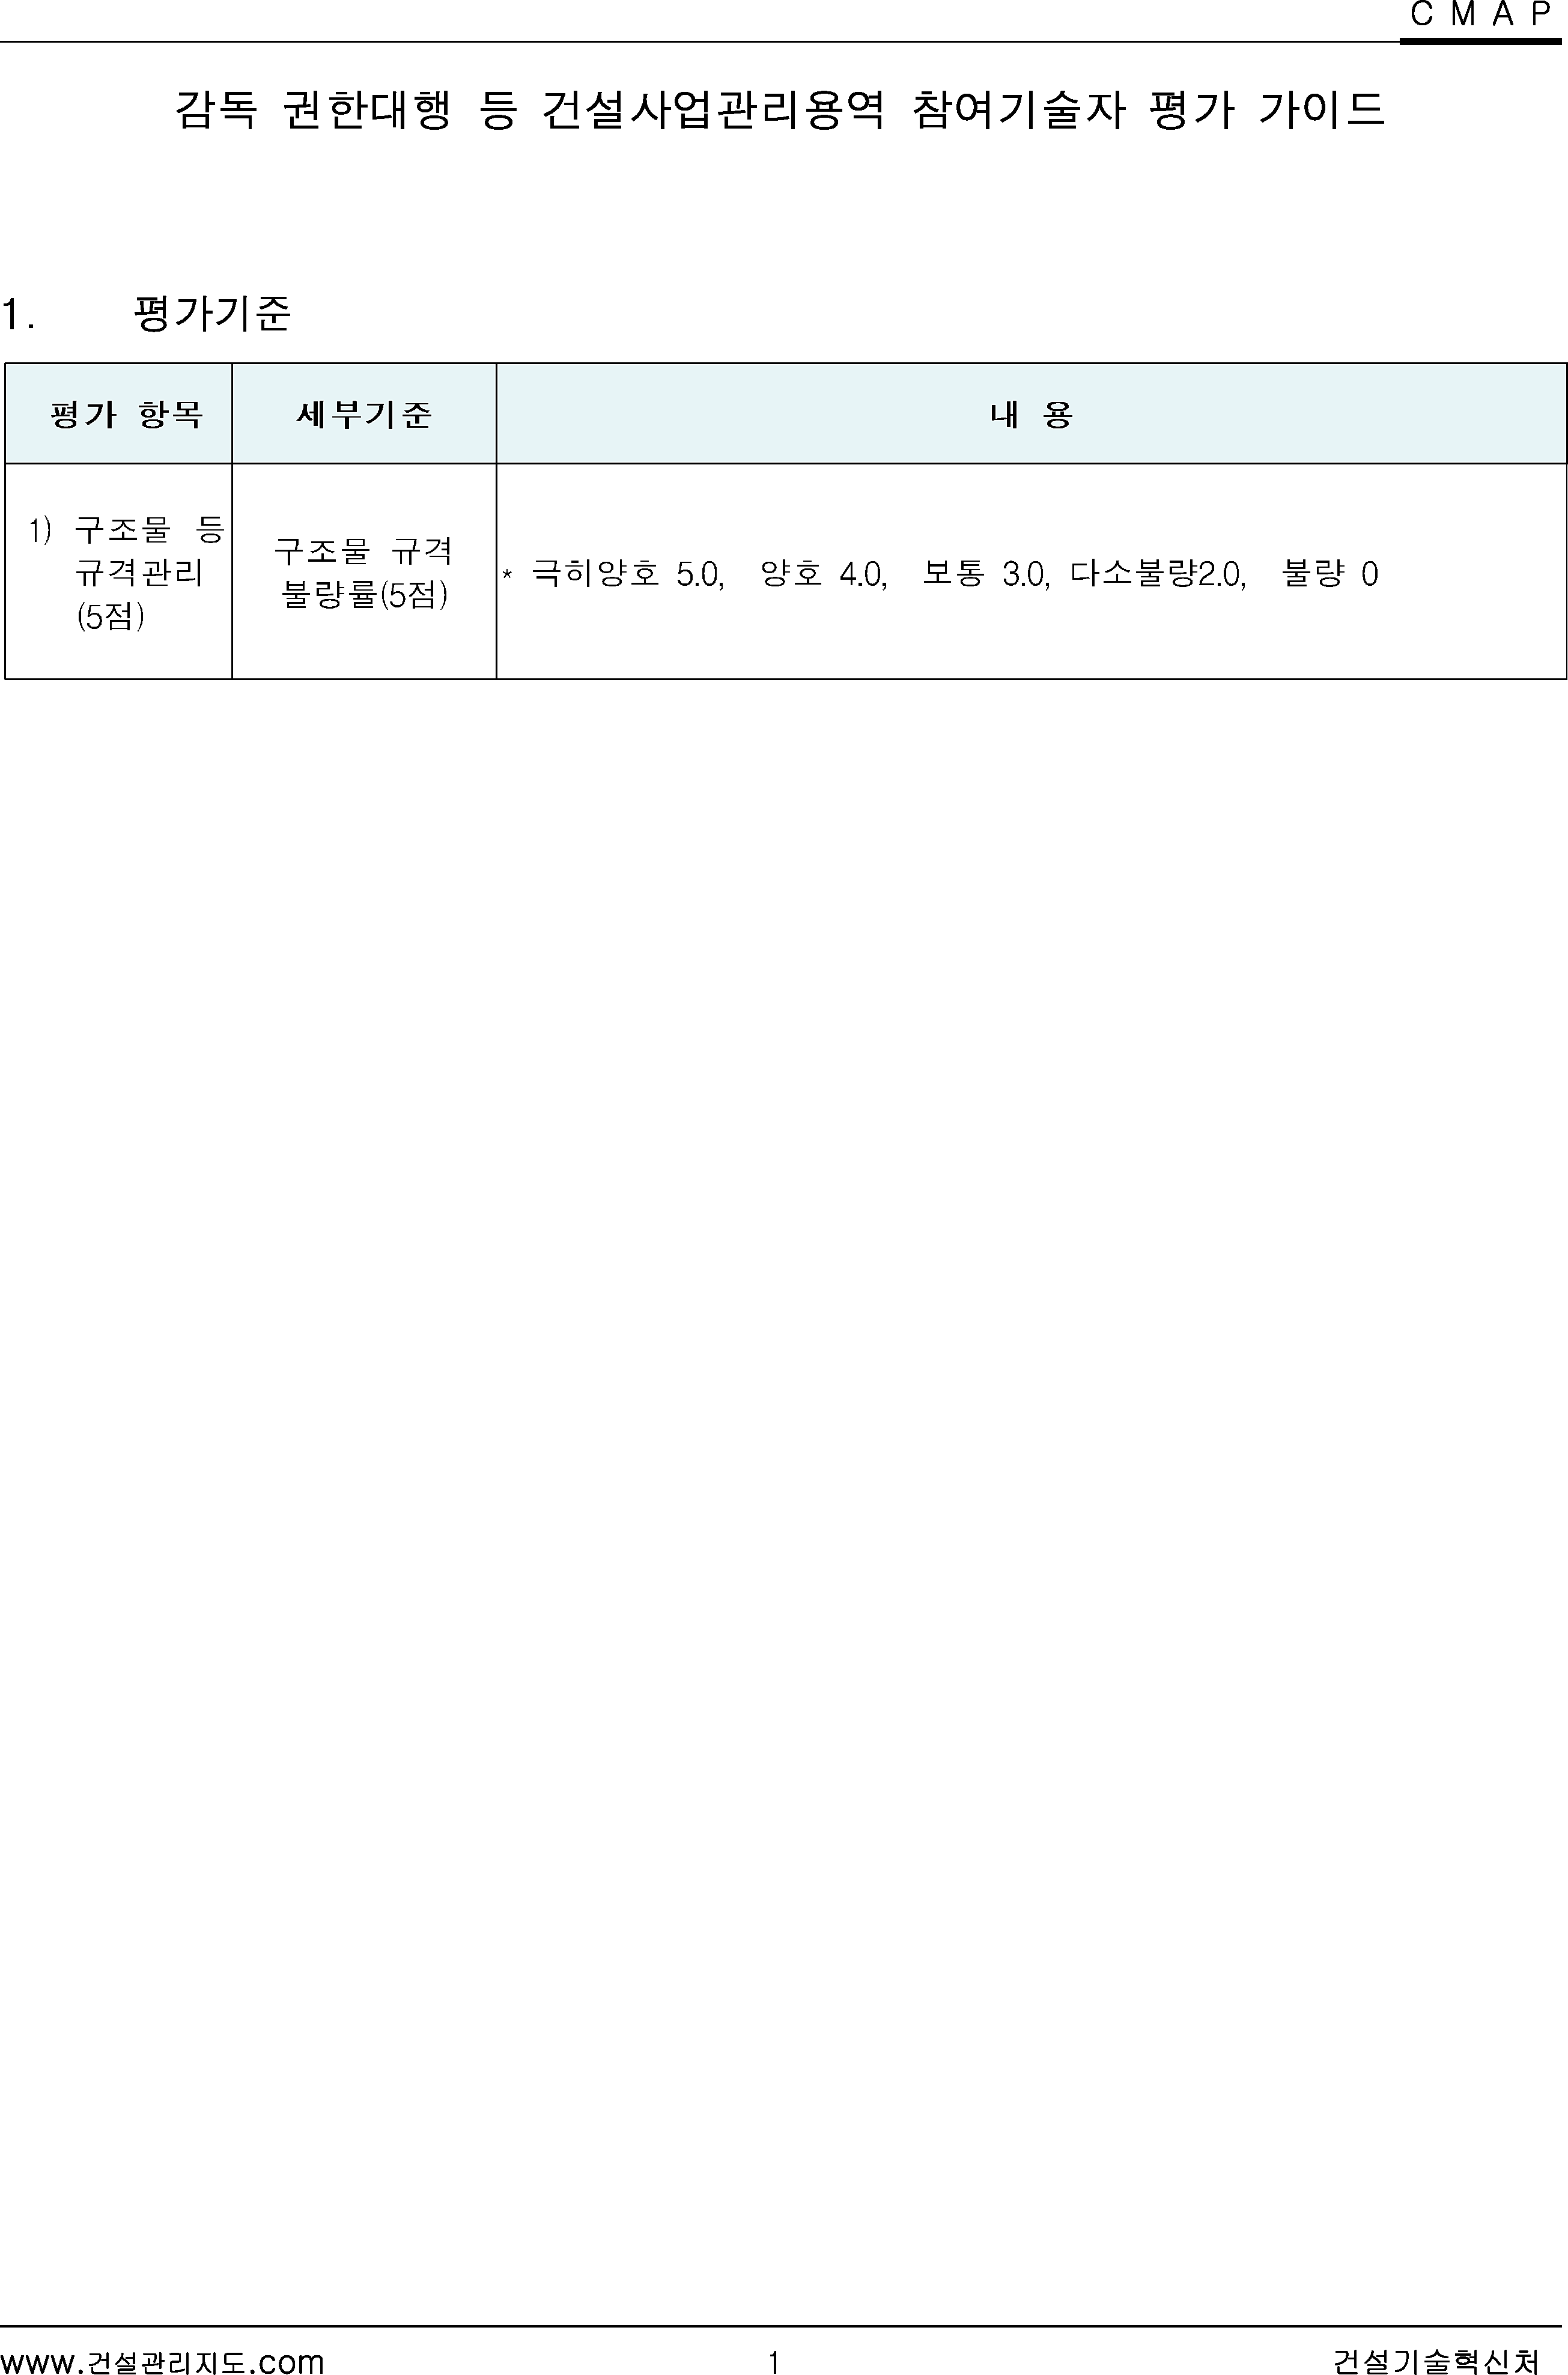 C M A P
감독 권한대행 등 건설사업관리용역 참여기술자 평가 가이드
1. 평가기준
평가 항목 세부기준 내 용
1) 구조물 등
규격관리
(5점)
구조물 규격
불량률(5점)
* 극히양호 5.0, 양호 4.0, 보통 3.0, 다소불량2.0, 불량 0
www.건설관리지도.com 1 건설기술혁신처